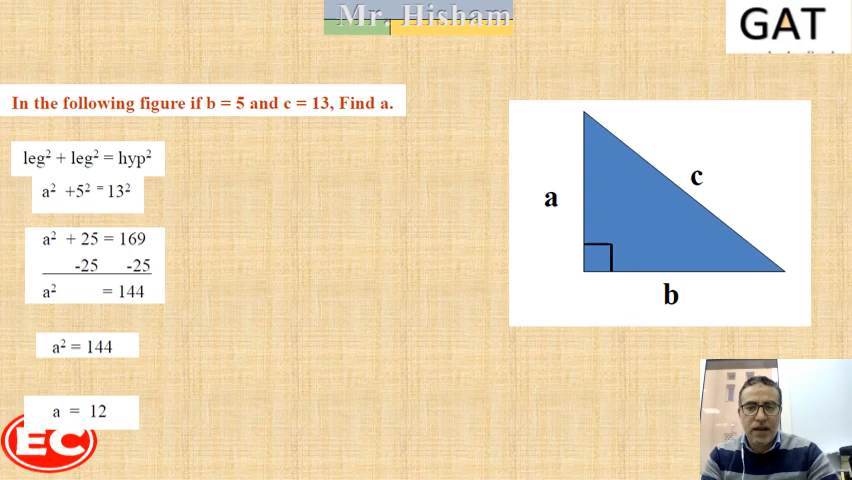 Mr. Hisham
GAT
In the following figure if b = 5 and c = 13, Find a.
leg² + leg² = hyp²
a² +5² = 13²
a² + 25 = 169
-25 -25
a² = 144
a² = 144
a = 12
a
c
b
EC